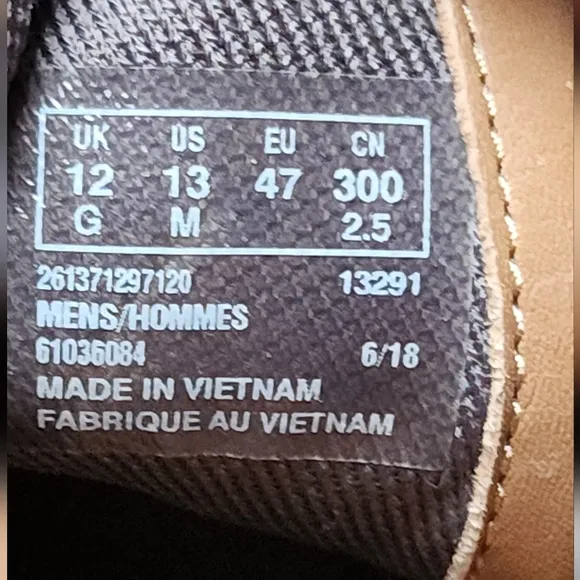 UK US EU CN
12 13 47 300
G M 2.5
261371297120 13291
MENS/HOMMES
61036084 6/18
MADE IN VIETNAM
FABRIQUE AU VIETNAM